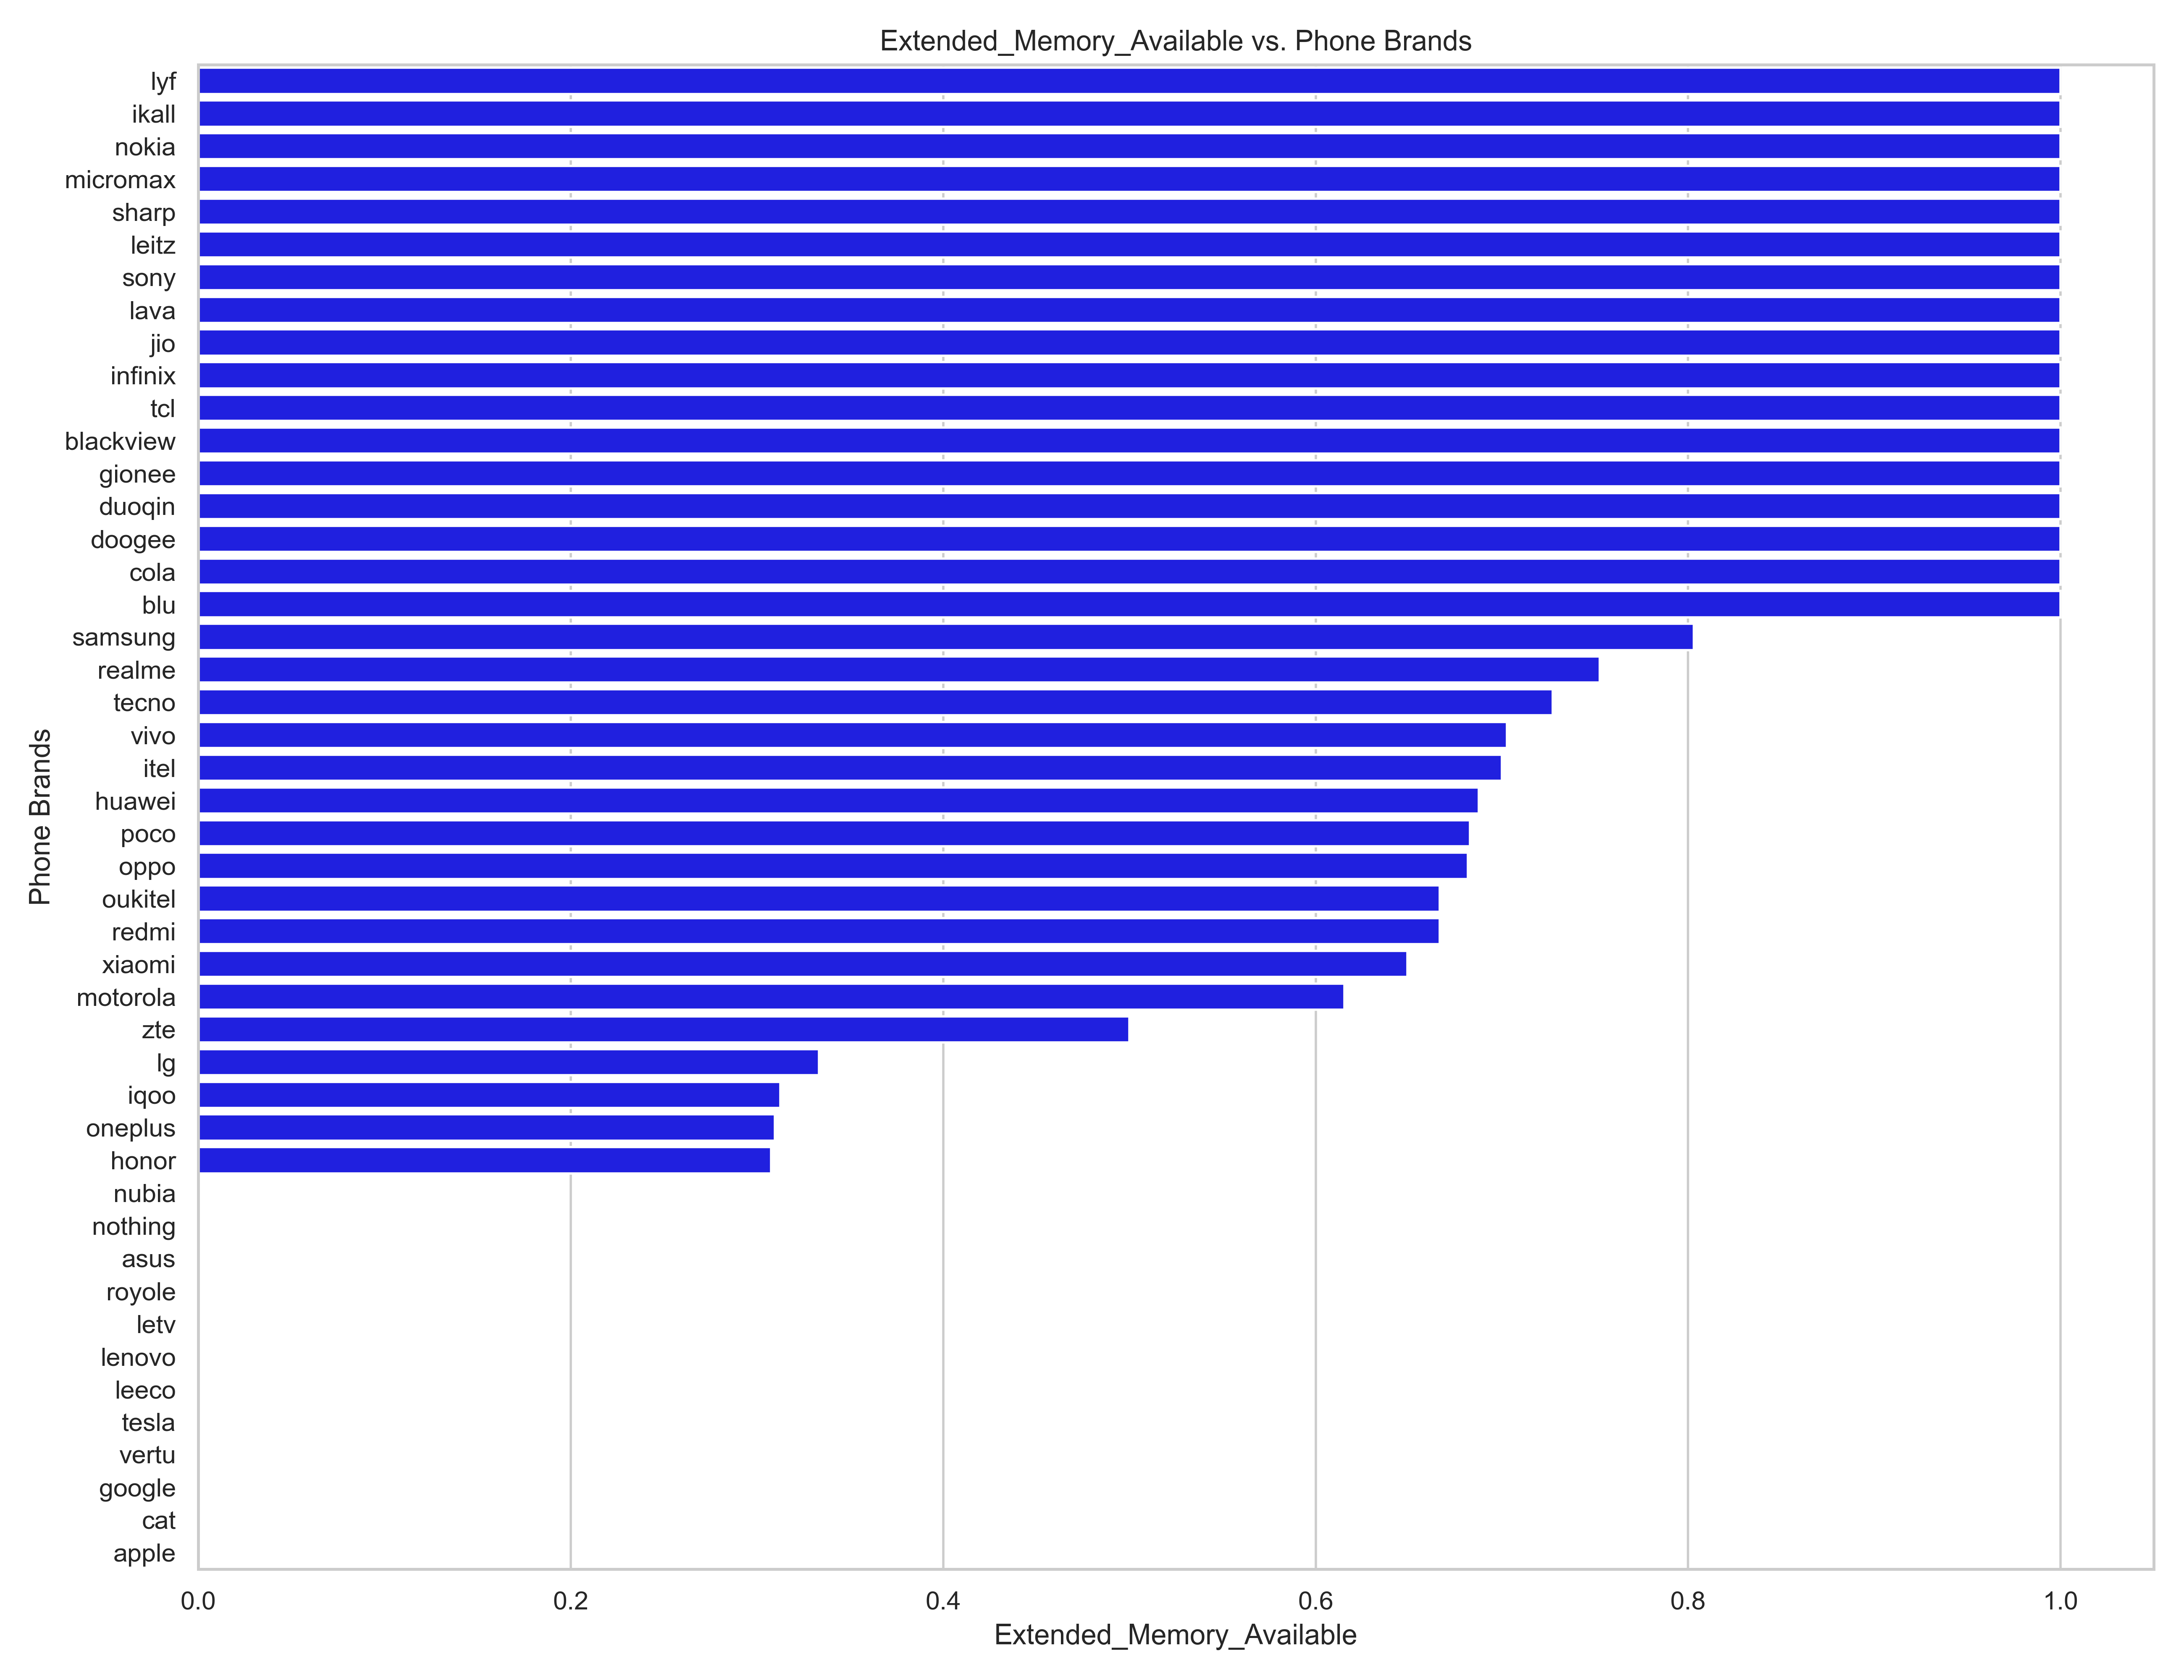 Extended_Memory_Available vs. Phone Brands
lyf
ikall
nokia
micromax
sharp
leitz
sony
lava
jio
infinix
tcl
blackview
gionee
duoqin
doogee
cola
blu
samsung
realme
tecno
vivo
itel
huawei
poco
oppo
oukitel
redmi
xiaomi
motorola
zte
lg
iqoo
oneplus
honor
nubia
nothing
asus
royole
letv
lenovo
leeco
tesla
vertu
google
cat
apple
Phone Brands
0.0 0.2 0.4 0.6 0.8 1.0
Extended_Memory_Available